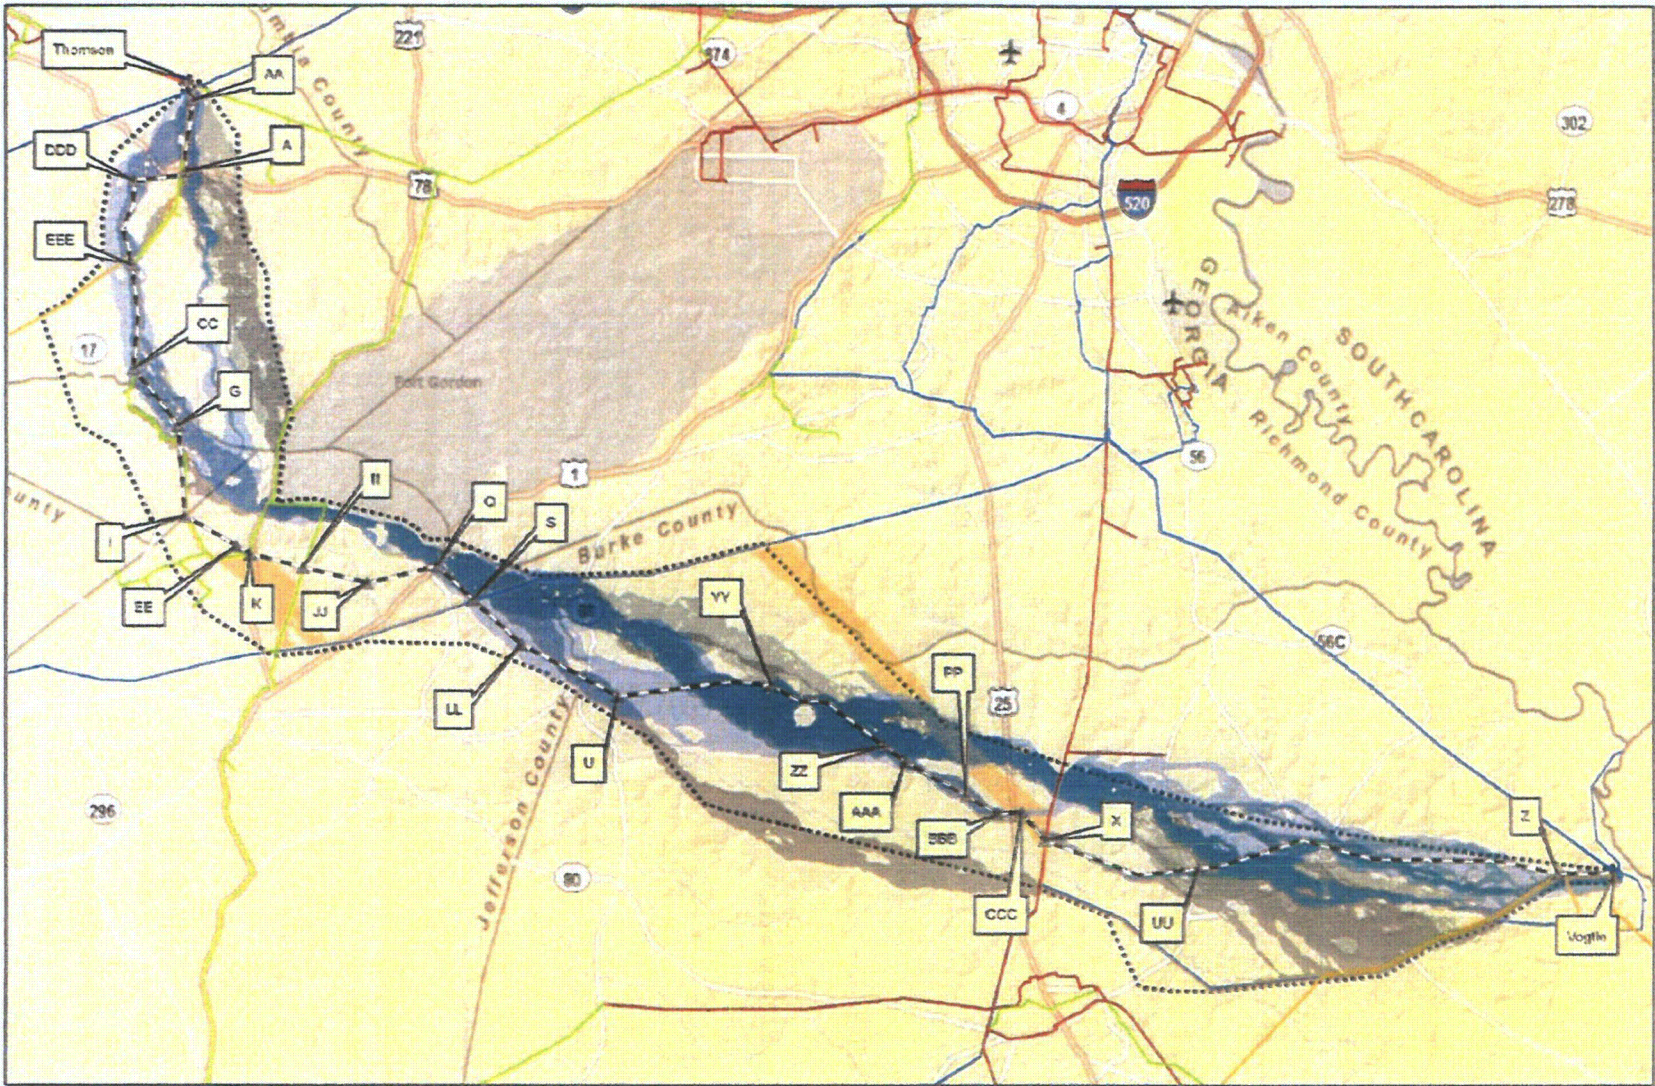 Thomson
AA
221
674
4
302
DDD
A
78
520
278
EEE
GEORGIA
Aiken County
SOUTH CAROLINA
CC
17
Fort Gordon
G
Richmond County
II
1
Q
S
56
Burke County
I
EE
K
JJ
YY
56C
LL
PP
25
U
ZZ
Jefferson County
296
AAA
BBB
X
Z
80
CCC
UU
Vogtle